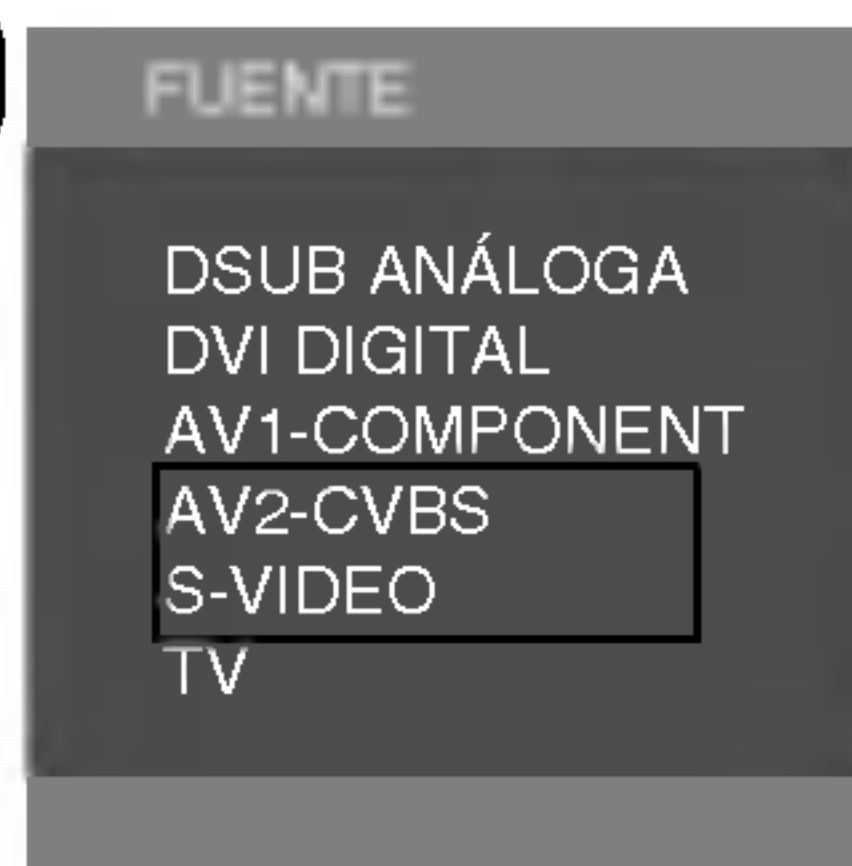 FUENTE
DSUB ANÁLOGA
DVI DIGITAL
AV1-COMPONENT
AV2-CVBS
S-VIDEO
TV